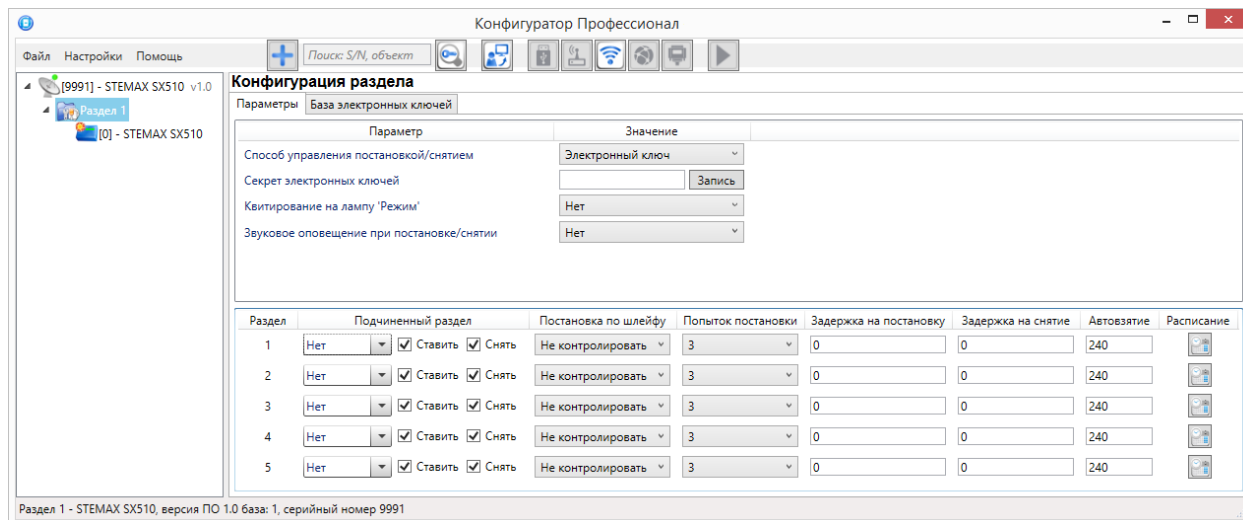 Конфигуратор Профессионал
Файл Настройки Помощь Поиск: S/N, объект
[9991] - STEMAX SX510 v1.0
Раздел 1
[0] - STEMAX SX510
Конфигурация раздела
Параметры База электронных ключей
Параметр Значение
Способ управления постановкой/снятием Электронный ключ
Секрет электронных ключей Запись
Квитирование на лампу 'Режим' Нет
Звуковое оповещение при постановке/снятии Нет
Раздел Подчиненный раздел Постановка по шлейфу Попыток постановки Задержка на постановку Задержка на снятие Автовзятие Расписание
1 Нет Ставить Снять Не контролировать 3 0 0 240
2 Нет Ставить Снять Не контролировать 3 0 0 240
3 Нет Ставить Снять Не контролировать 3 0 0 240
4 Нет Ставить Снять Не контролировать 3 0 0 240
5 Нет Ставить Снять Не контролировать 3 0 0 240
Раздел 1 - STEMAX SX510, версия ПО 1.0 база: 1, серийный номер 9991